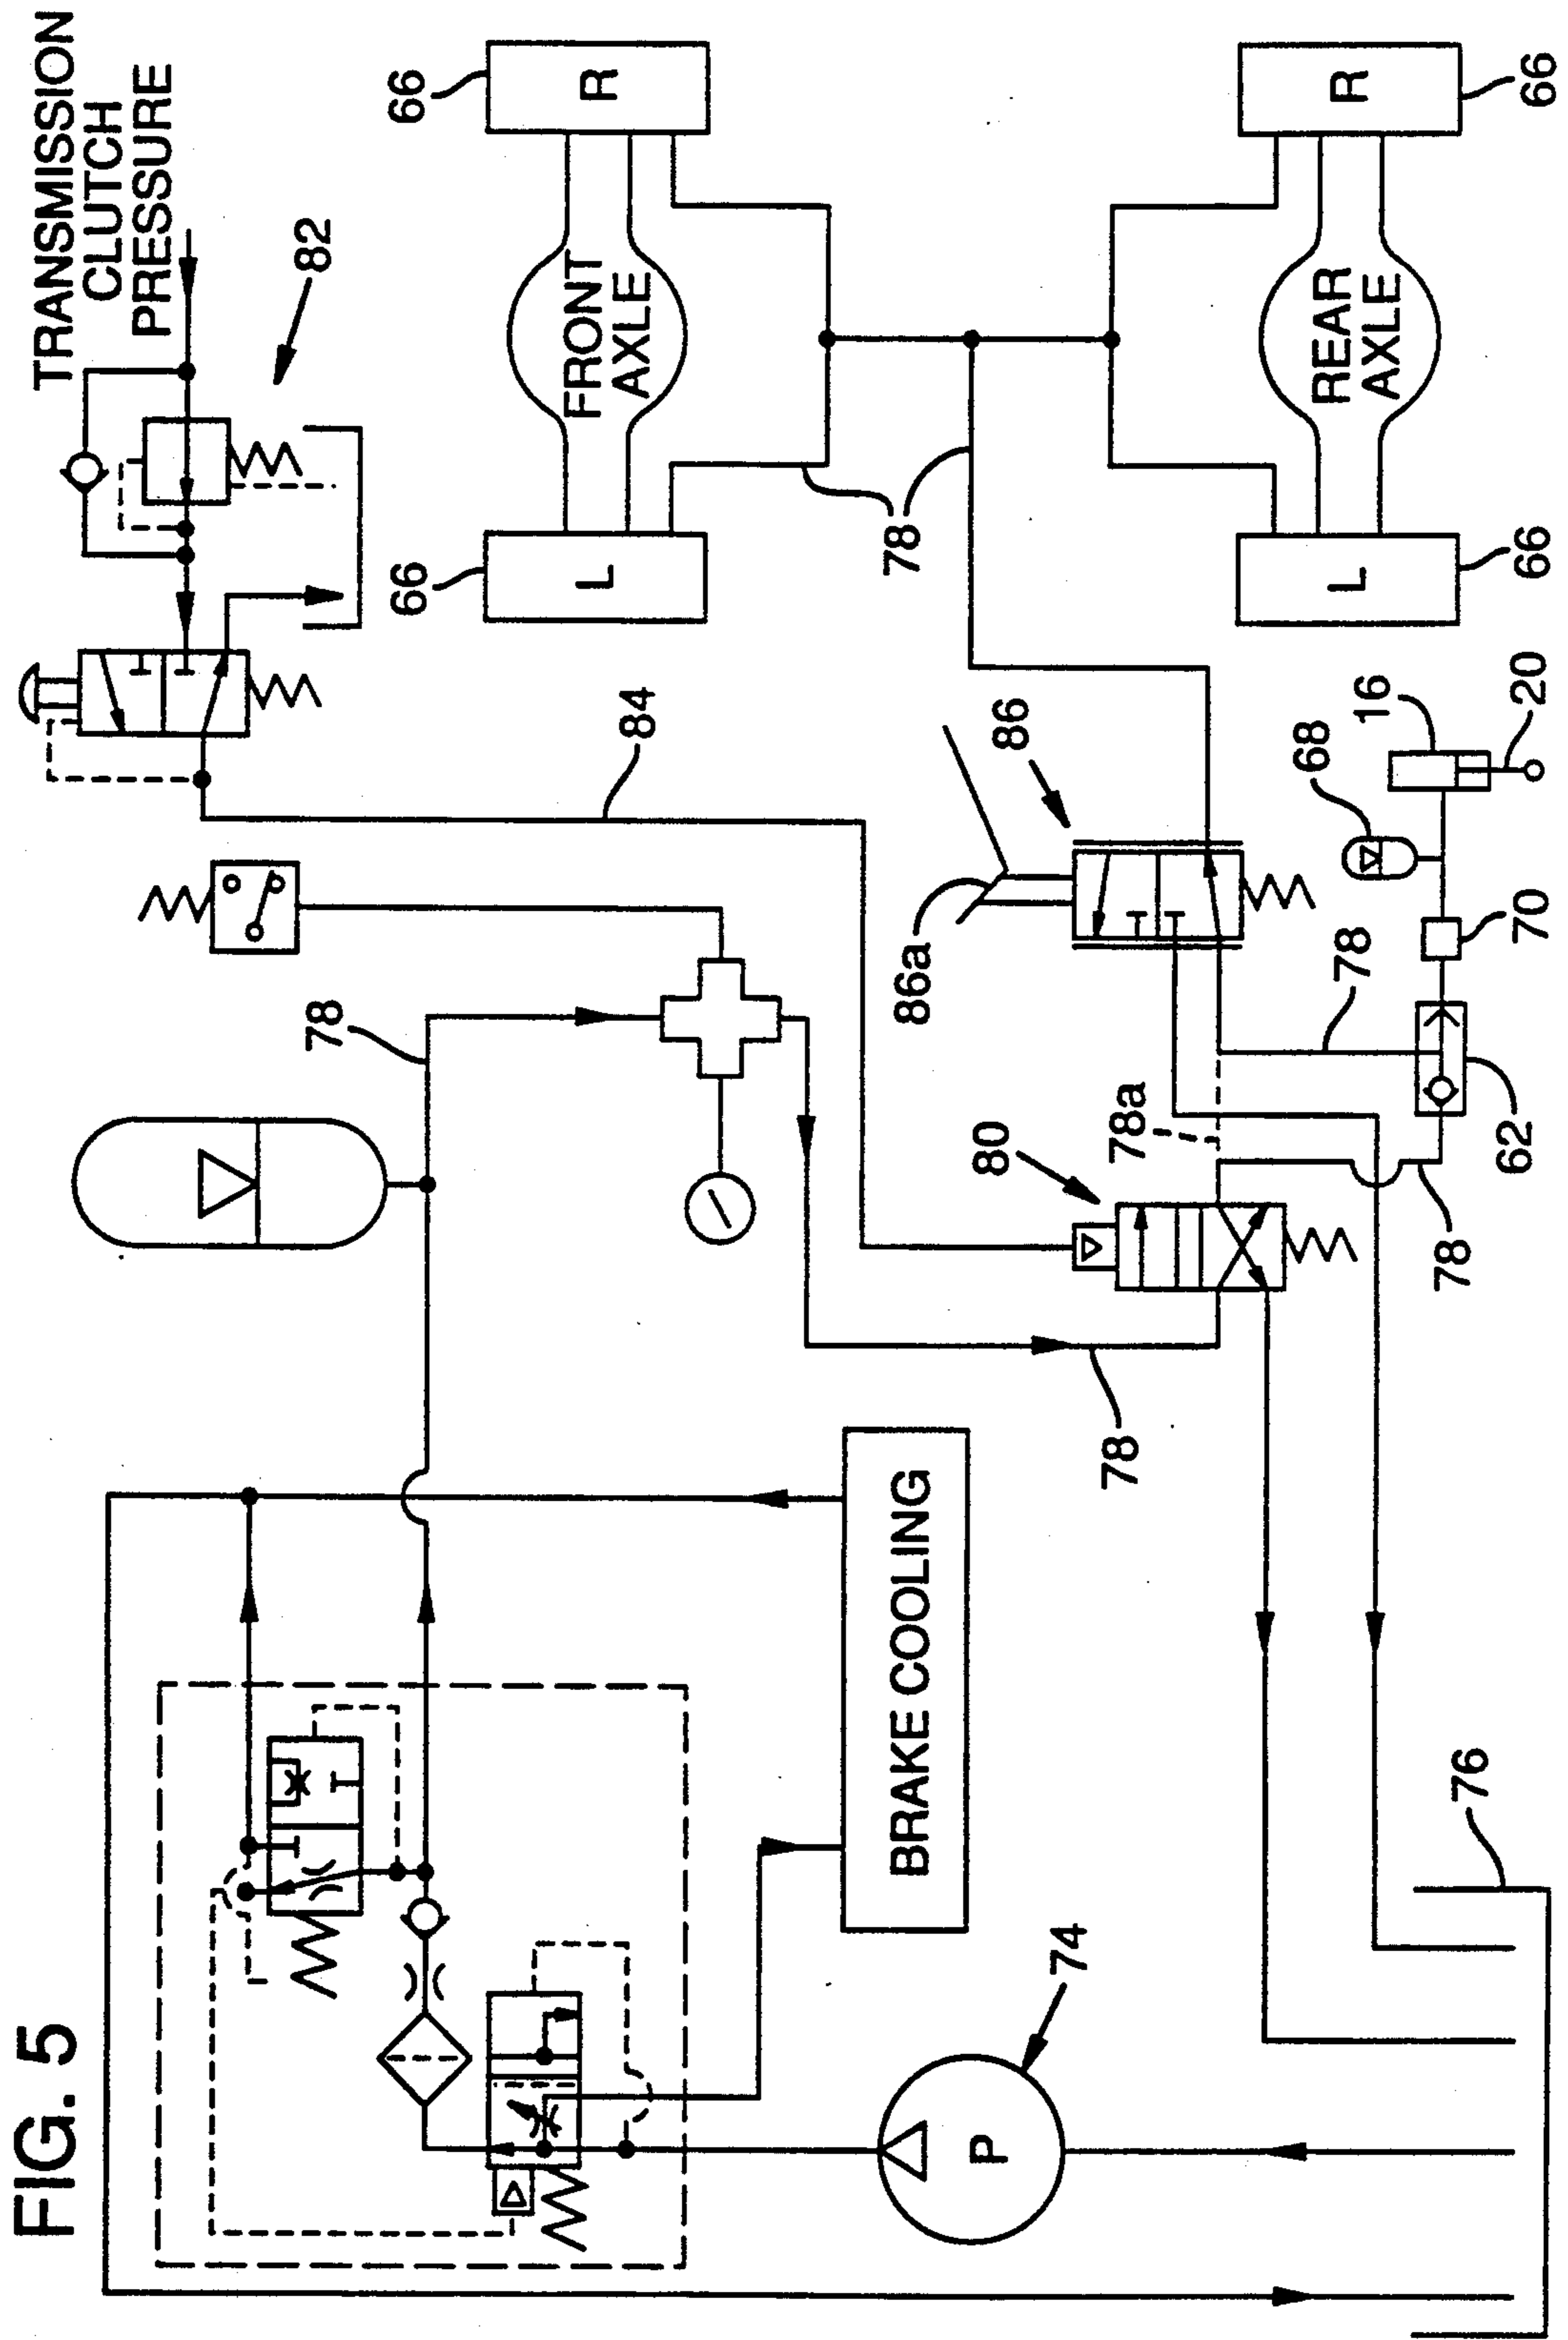 FIG. 5
TRANSMISSION
CLUTCH
PRESSURE
82
66
R
FRONT
AXLE
66
L
78
R
66
REAR
AXLE
L
66
84
86
86a
68
16
20
70
78
62
78
78a
80
78
78
BRAKE COOLING
74
P
76